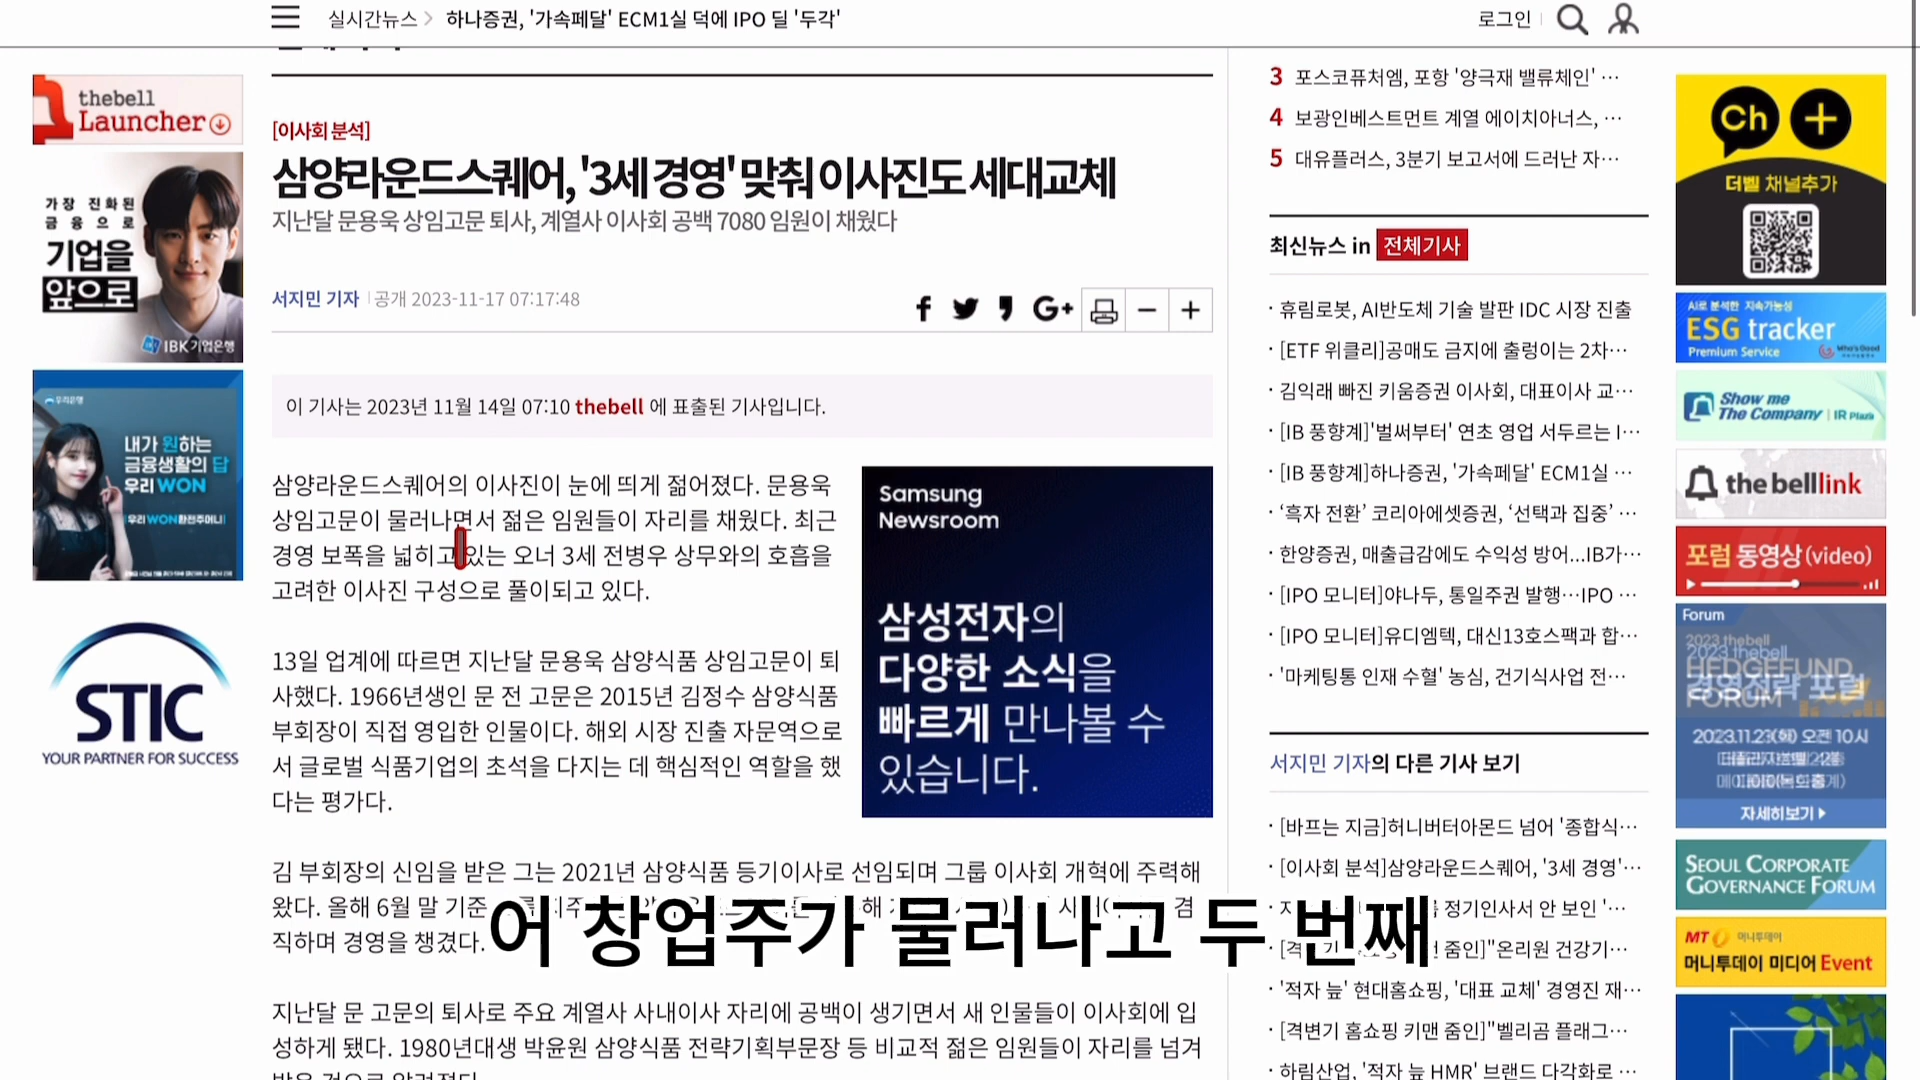 실시간뉴스 > 하나증권, '가속페달' ECM1실 덕에 IPO 딜 '두각'
로그인
thebell
Launcher
가장 진화된
금융으로
기업을
앞으로
IBK기업은행
우리은행
내가 원하는
금융생활의 답
우리 WON
STIC
YOUR PARTNER FOR SUCCESS
[이사회 분석]
삼양라운드스퀘어, '3세 경영' 맞춰 이사진도 세대교체
지난달 문용욱 상임고문 퇴사, 계열사 이사회 공백 7080 임원이 채웠다
서지민 기자 공개 2023-11-17 07:17:48
G+
이 기사는 2023년 11월 14일 07:10 thebell 에 표출된 기사입니다.
삼양라운드스퀘어의 이사진이 눈에 띄게 젊어졌다. 문용욱
상임고문이 물러나면서 젊은 임원들이 자리를 채웠다. 최근
경영 보폭을 넓히고 있는 오너 3세 전병우 상무와의 호흡을
고려한 이사진 구성으로 풀이되고 있다.
13일 업계에 따르면 지난달 문용욱 삼양식품 상임고문이 퇴
사했다. 1966년생인 문 전 고문은 2015년 김정수 삼양식품
부회장이 직접 영입한 인물이다. 해외 시장 진출 자문역으로
서 글로벌 식품기업의 초석을 다지는 데 핵심적인 역할을 했
다는 평가다.
Samsung
Newsroom
삼성전자의
다양한 소식을
빠르게 만나볼 수
있습니다.
김 부회장의 신임을 받은 그는 2021년 삼양식품 등기이사로 선임되며 그룹 이사회 개혁에 주력해
왔다. 올해 6월 말 기준
직하며 경영을 챙겼다.
어 창업주가 물러나고 두 번째
지난달 문 고문의 퇴사로 주요 계열사 사내이사 자리에 공백이 생기면서 새 인물들이 이사회에 입
성하게 됐다. 1980년대생 박윤원 삼양식품 전략기획부문장 등 비교적 젊은 임원들이 자리를 넘겨
3 포스코퓨처엠, 포항 '양극재 밸류체인' …
4 보광인베스트먼트 계열 에이치아너스, …
5 대유플러스, 3분기 보고서에 드러난 자…
최신뉴스 in 전체기사
· 휴림로봇, AI반도체 기술 발판 IDC 시장 진출
· [ETF 위클리]공매도 금지에 출렁이는 2차…
· 김익래 빠진 키움증권 이사회, 대표이사 교…
· [IB 풍향계]'벌써부터' 연초 영업 서두르는 I…
· [IB 풍향계]하나증권, '가속페달' ECM1실 …
· ‘흑자 전환’ 코리아에셋증권, ‘선택과 집중’ …
· 한양증권, 매출급감에도 수익성 방어...IB가…
· [IPO 모니터]야나두, 통일주권 발행…IPO …
· [IPO 모니터]유디엠텍, 대신13호스팩과 합…
· '마케팅통 인재 수혈' 농심, 건기식사업 전…
서지민 기자의 다른 기사 보기
· [바프는 지금]허니버터아몬드 넘어 '종합식…
· [이사회 분석]삼양라운드스퀘어, '3세 경영'…
정기인사서 안 보인 '…
줌인]"온리원 건강기…
· '적자 늪' 현대홈쇼핑, '대표 교체' 경영진 재…
· [격변기 홈쇼핑 키맨 줌인]"벨리곰 플래그…
· 하림산업, '적자 늪 HMR' 브랜드 다각화로 …
Ch +
더벨 채널추가
AI로 분석한 지속가능성
ESG tracker
Premium Service
Who's Good
Show me
The Company | IR Plaza
the belllink
포럼 동영상(video)
Forum
2023 thebell
2023.11.23(화) 오전 10시
자세히보기
SEOUL CORPORATE
GOVERNANCE FORUM
MT 머니투데이
머니투데이 미디어 Event